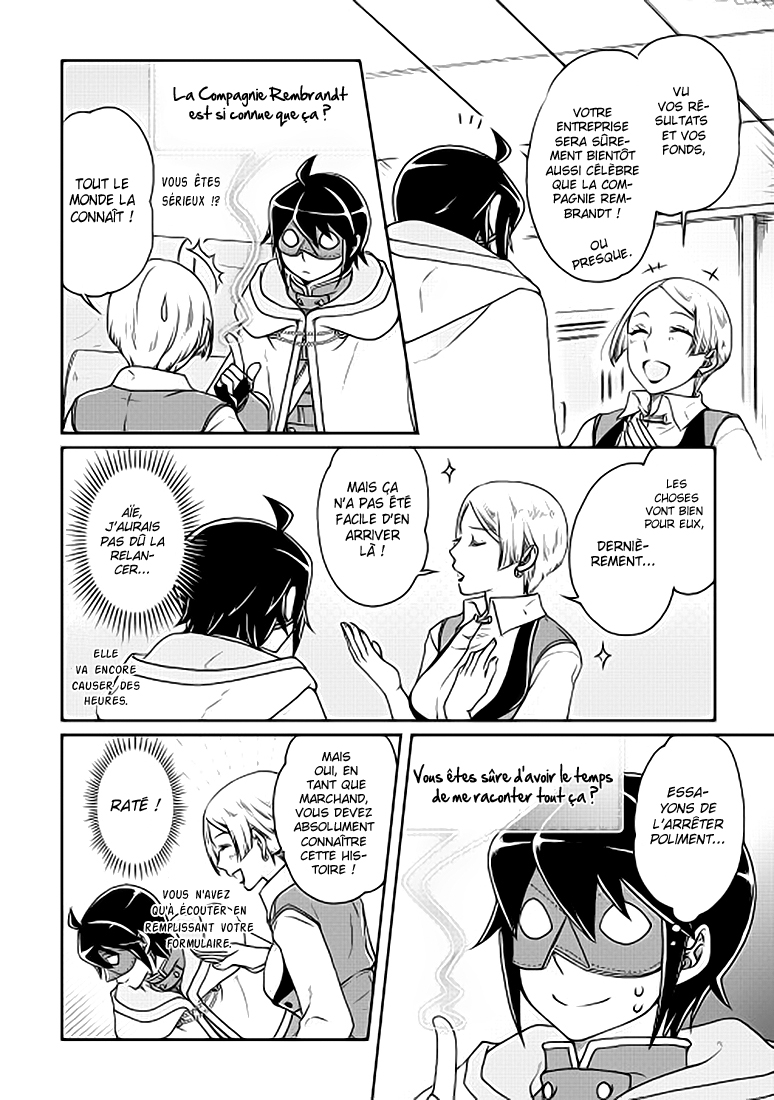 VU
VOS RÉ-
SULTATS
ET VOS
FONDS,
VOTRE
ENTREPRISE
SERA SÛRE-
MENT BIENTÔT
AUSSI CÉLÈBRE
QUE LA COM-
PAGNIE REM-
BRANDT !
OU
PRESQUE.
La Compagnie Rembrandt
est si connue que ça ?
VOUS ÊTES
SÉRIEUX !?
TOUT LE
MONDE LA
CONNAÎT !
LES
CHOSES
VONT BIEN
POUR EUX,
DERNIÈ-
REMENT...
MAIS ÇA
N'A PAS ÉTÉ
FACILE D'EN
ARRIVER
LÀ !
AÏE,
J'AURAIS
PAS DÛ LA
RELAN-
CER...
ELLE
VA ENCORE
CAUSER DES
HEURES.
ESSA-
YONS DE
L'ARRÊTER
POLIMENT...
Vous êtes sûre d'avoir le temps
de me raconter tout ça ?
MAIS
OUI, EN
TANT QUE
MARCHAND,
VOUS DEVEZ
ABSOLUMENT
CONNAÎTRE
CETTE HIS-
TOIRE !
VOUS N'AVEZ
QU'À ÉCOUTER EN
REMPLISSANT VOTRE
FORMULAIRE.
RATÉ !